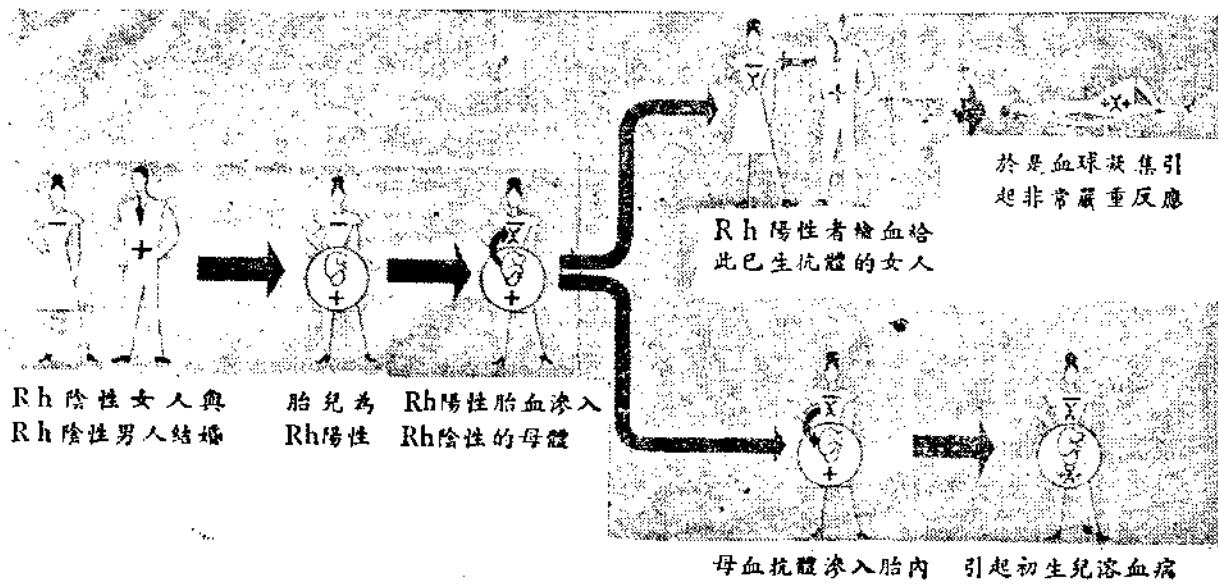 Rh陰性女人與
Rh陰性男人結婚
胎兒為
Rh陽性
Rh陽性胎血滲入
Rh陰性的母體
Rh陽性者輸血給
此已生抗體的女人
於是血球凝集引
起非常嚴重反應
母血抗體滲入胎內
引起初生兒溶血病